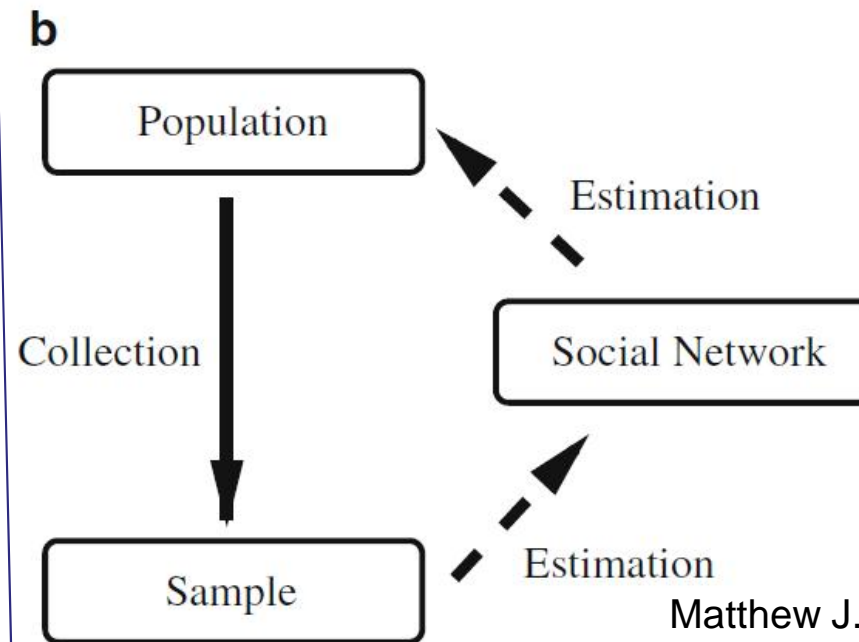 b
Population
Estimation
Collection
Social Network
Sample
Estimation
Matthew J.